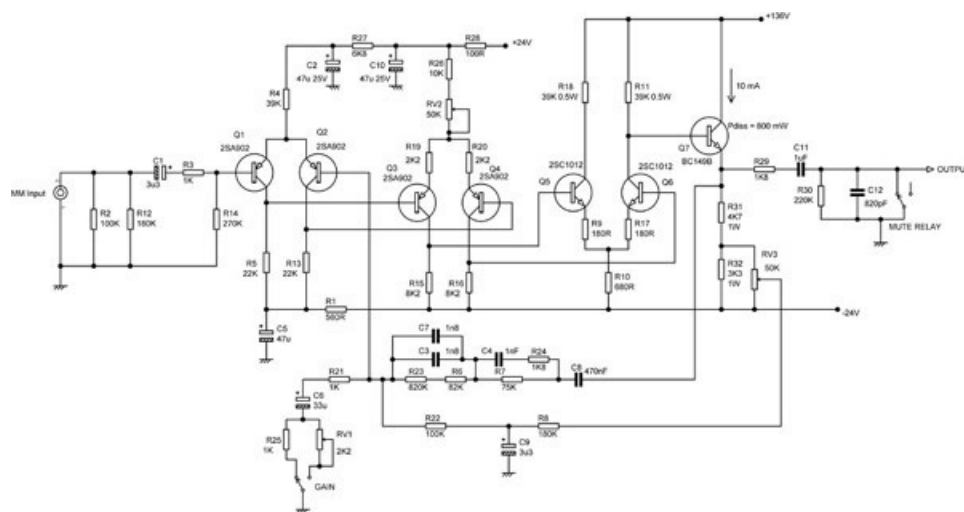 +136V
R27
6K8
R28
100R
+24V
C2
47u 25V
C10
47u 25V
R26
10K
R4
39K
RV2
50K
R18
39K 0.5W
R11
39K 0.5W
10 mA
Pdiss = 800 mW
Q7
BC149B
Q1
2SA902
Q2
2SA902
R19
2K2
R20
2K2
Q3
2SA902
Q4
2SA902
2SC1012
Q5
2SC1012
Q6
C1
3u3
R3
1K
MM Input
R2
100K
R12
180K
R14
270K
R29
1K8
C11
1uF
OUTPUT
R30
220K
C12
820pF
MUTE RELAY
R31
4K7
1W
R9
180R
R17
180R
R5
22K
R13
22K
R15
8K2
R16
8K2
R10
680R
R32
3K3
1W
RV3
50K
R1
560R
-24V
C5
47u
C7
1n8
C3
1n8
C4
1nF
R24
1K8
R21
1K
R23
820K
R6
82K
R7
75K
C8
470nF
C6
33u
R22
100K
R8
180K
C9
3u3
R25
1K
RV1
2K2
GAIN